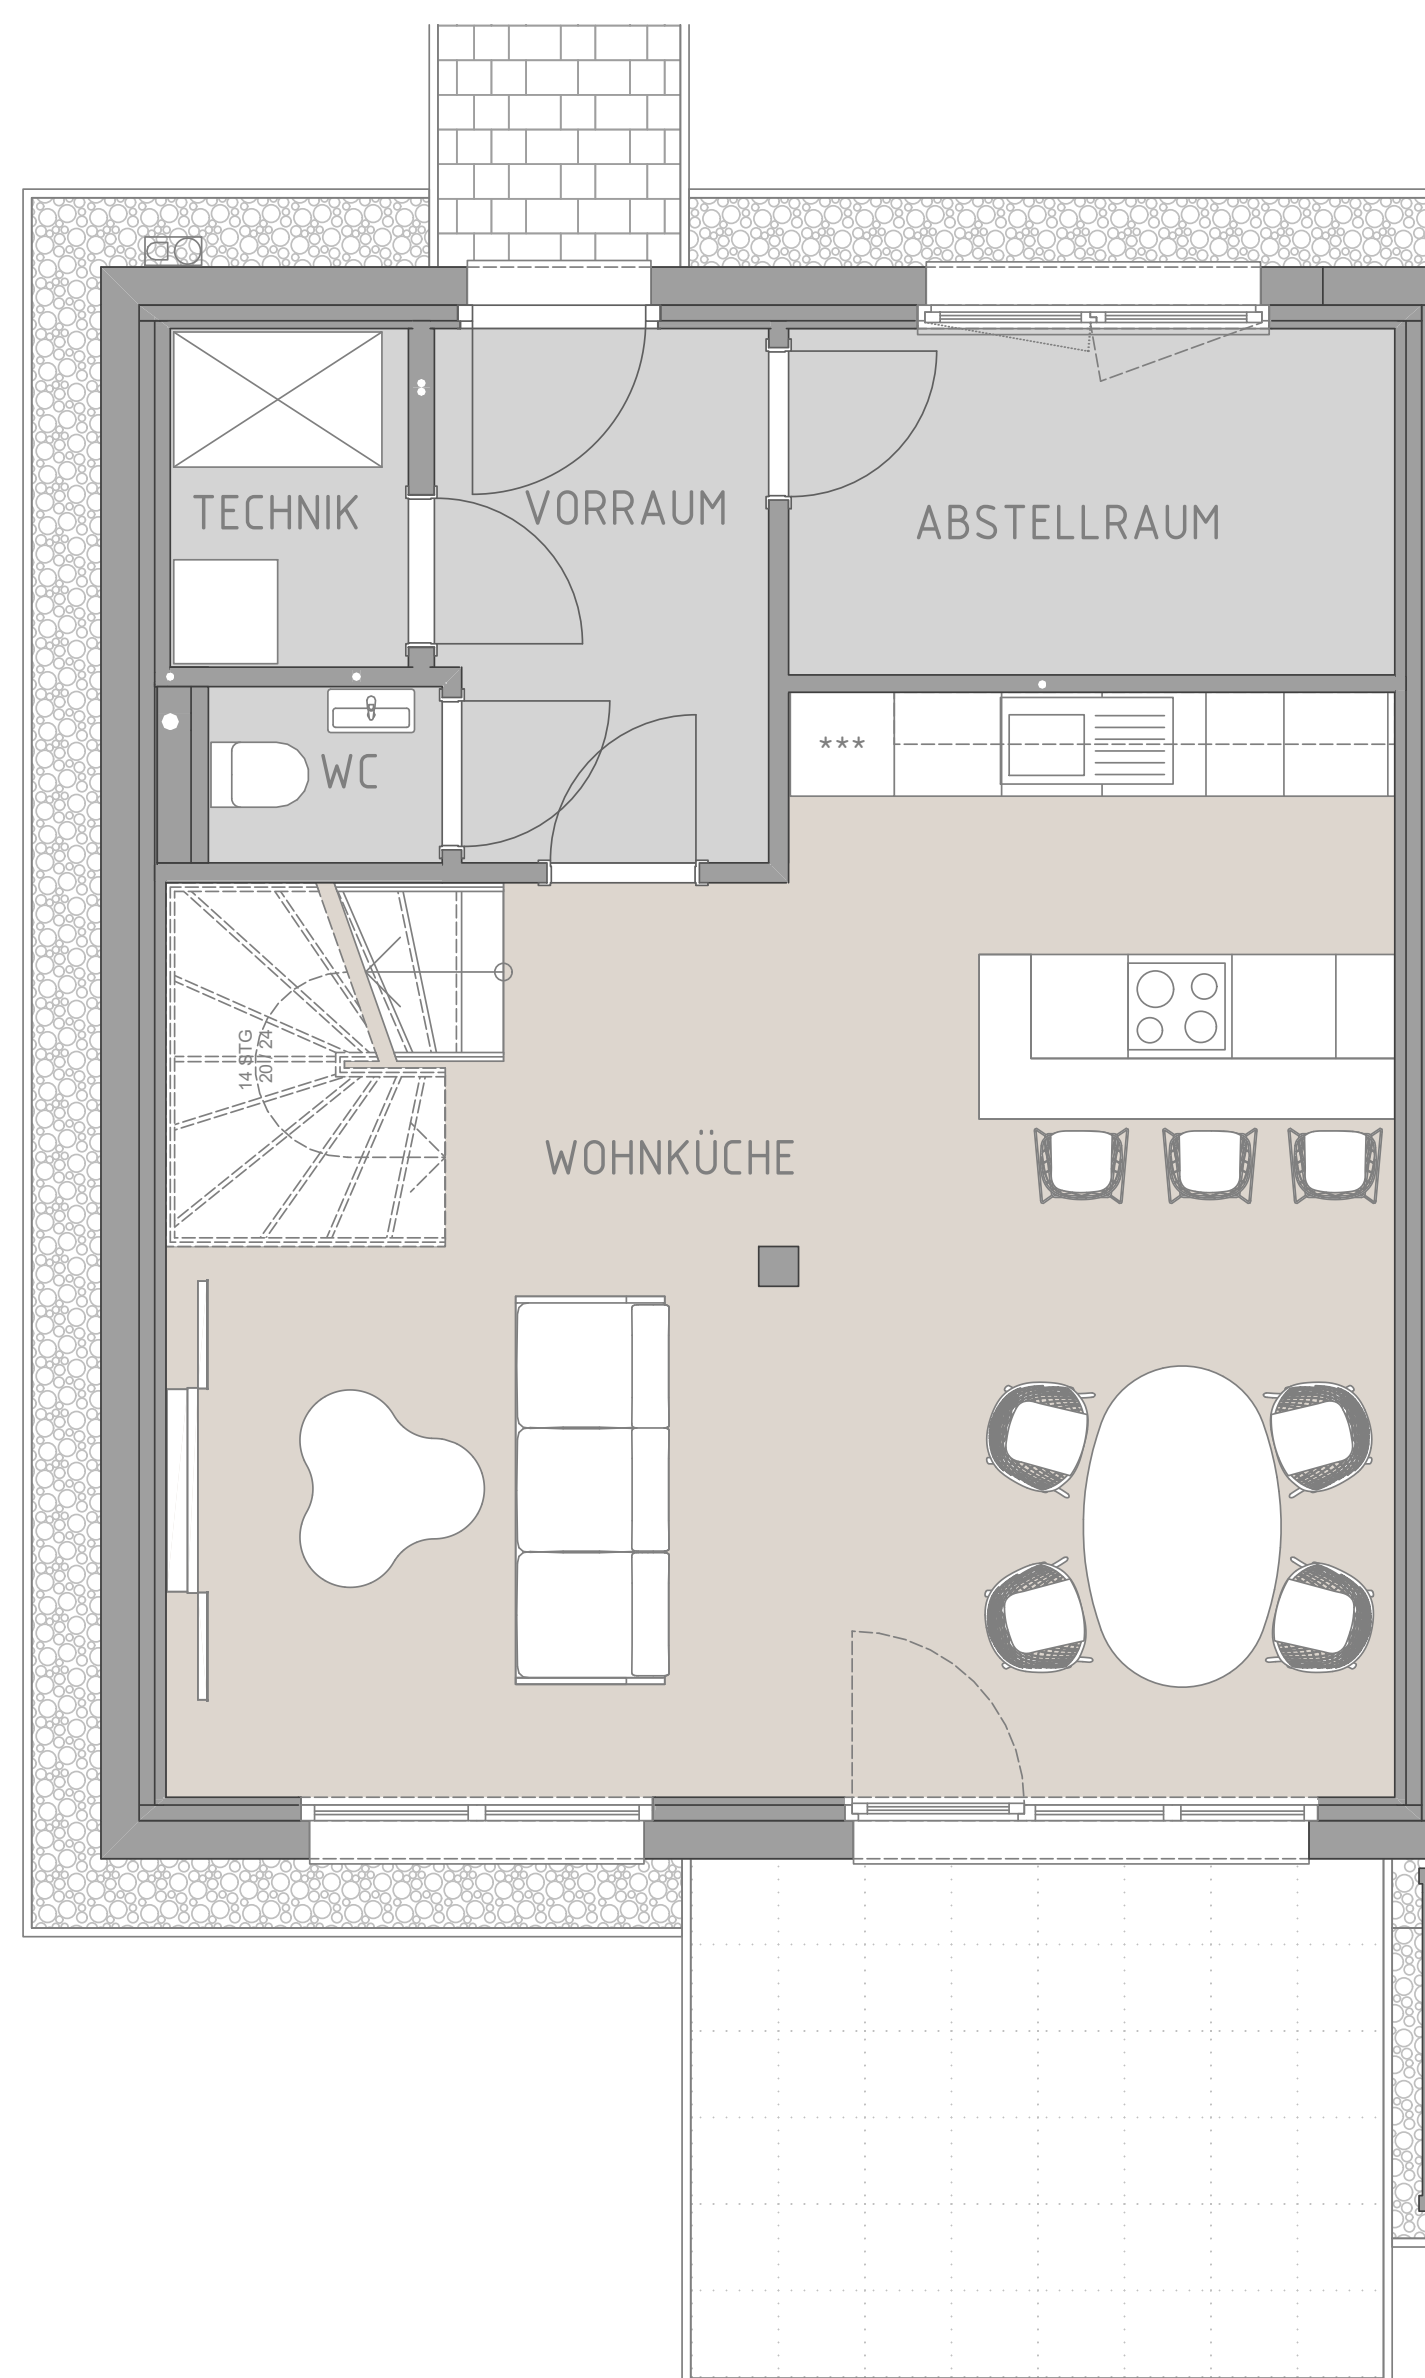 TECHNIK
VORRAUM
ABSTELLRAUM
WC
***
14 STG
20 / 24
WOHNKÜCHE